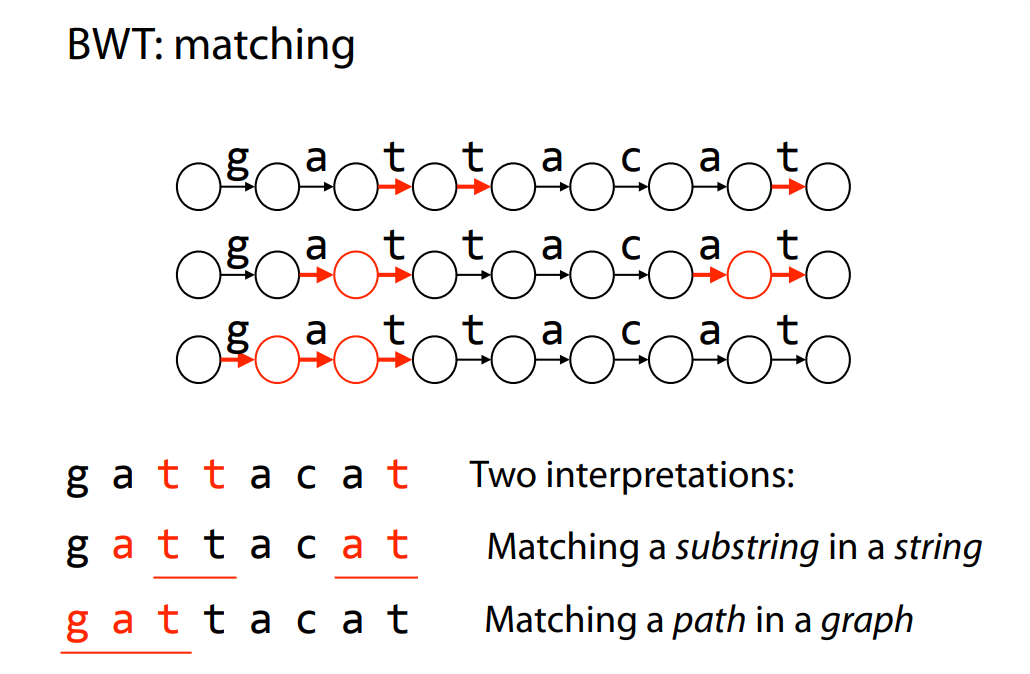 BWT: matching
g a t t a c a t
g a t t a c a t
g a t t a c a t
g a t t a c a t Two interpretations:
g a t t a c a t Matching a substring in a string
g a t t a c a t Matching a path in a graph